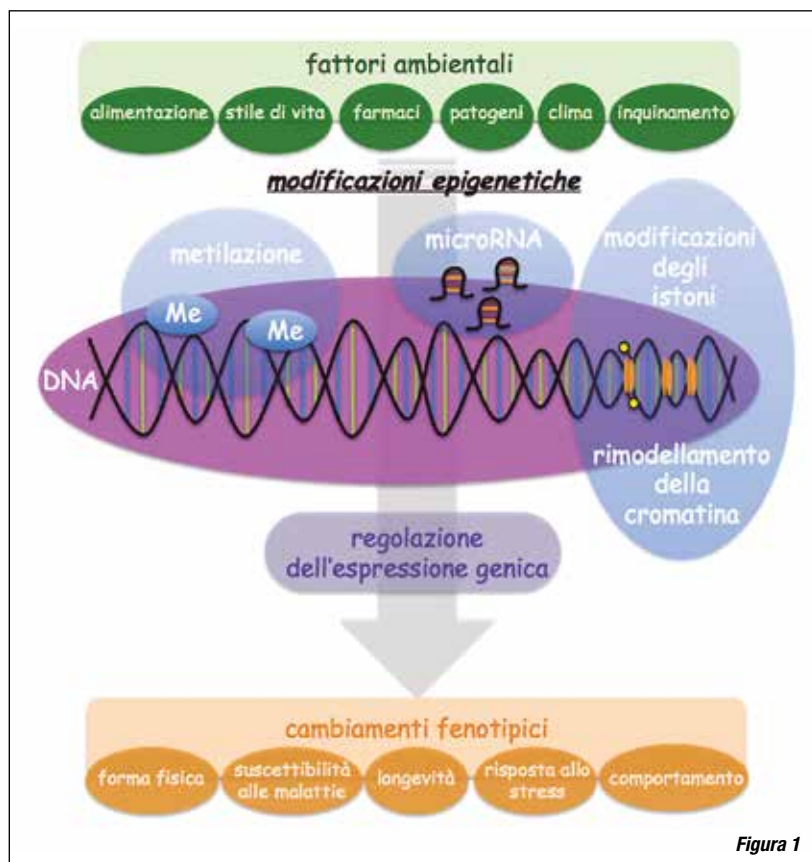 fattori ambientali
alimentazione stile di vita farmaci patogeni clima inquinamento
modificazioni epigenetiche
metilazione
microRNA
modificazioni
degli
istoni
Me
Me
DNA
rimodellamento
della
cromatina
regolazione
dell'espressione genica
cambiamenti fenotipici
forma fisica
suscettibilità
alle malattie
longevità
risposta allo
stress
comportamento
Figura 1